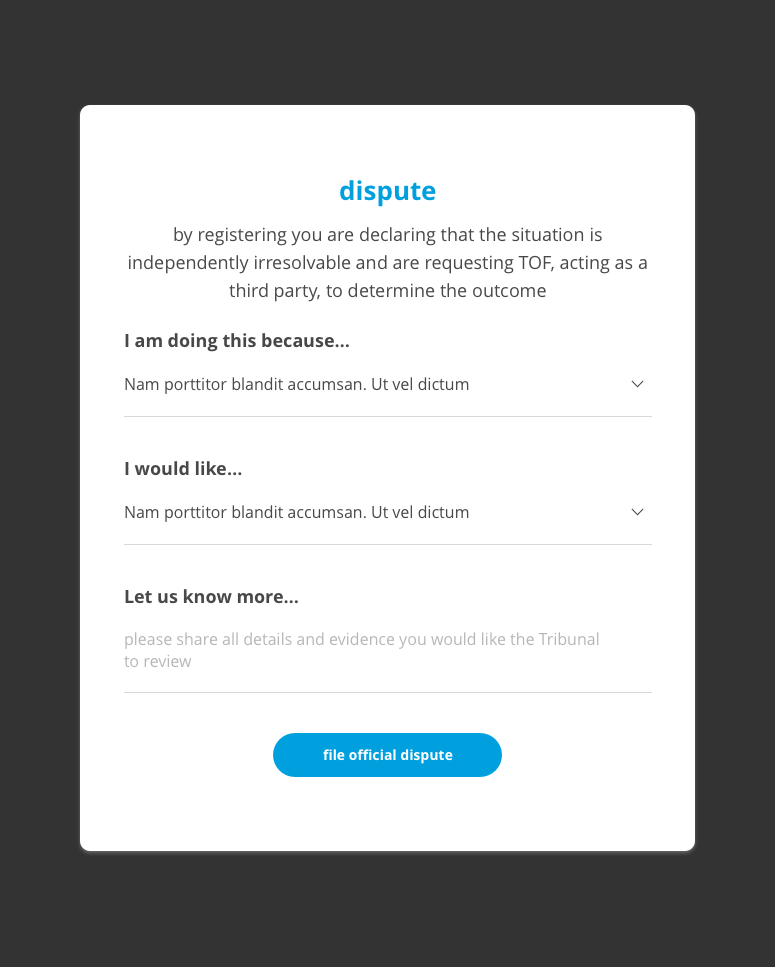 dispute
by registering you are declaring that the situation is
independently irresolvable and are requesting TOF, acting as a
third party, to determine the outcome
I am doing this because...
Nam porttitor blandit accumsan. Ut vel dictum
I would like...
Nam porttitor blandit accumsan. Ut vel dictum
Let us know more...
please share all details and evidence you would like the Tribunal
to review
file official dispute